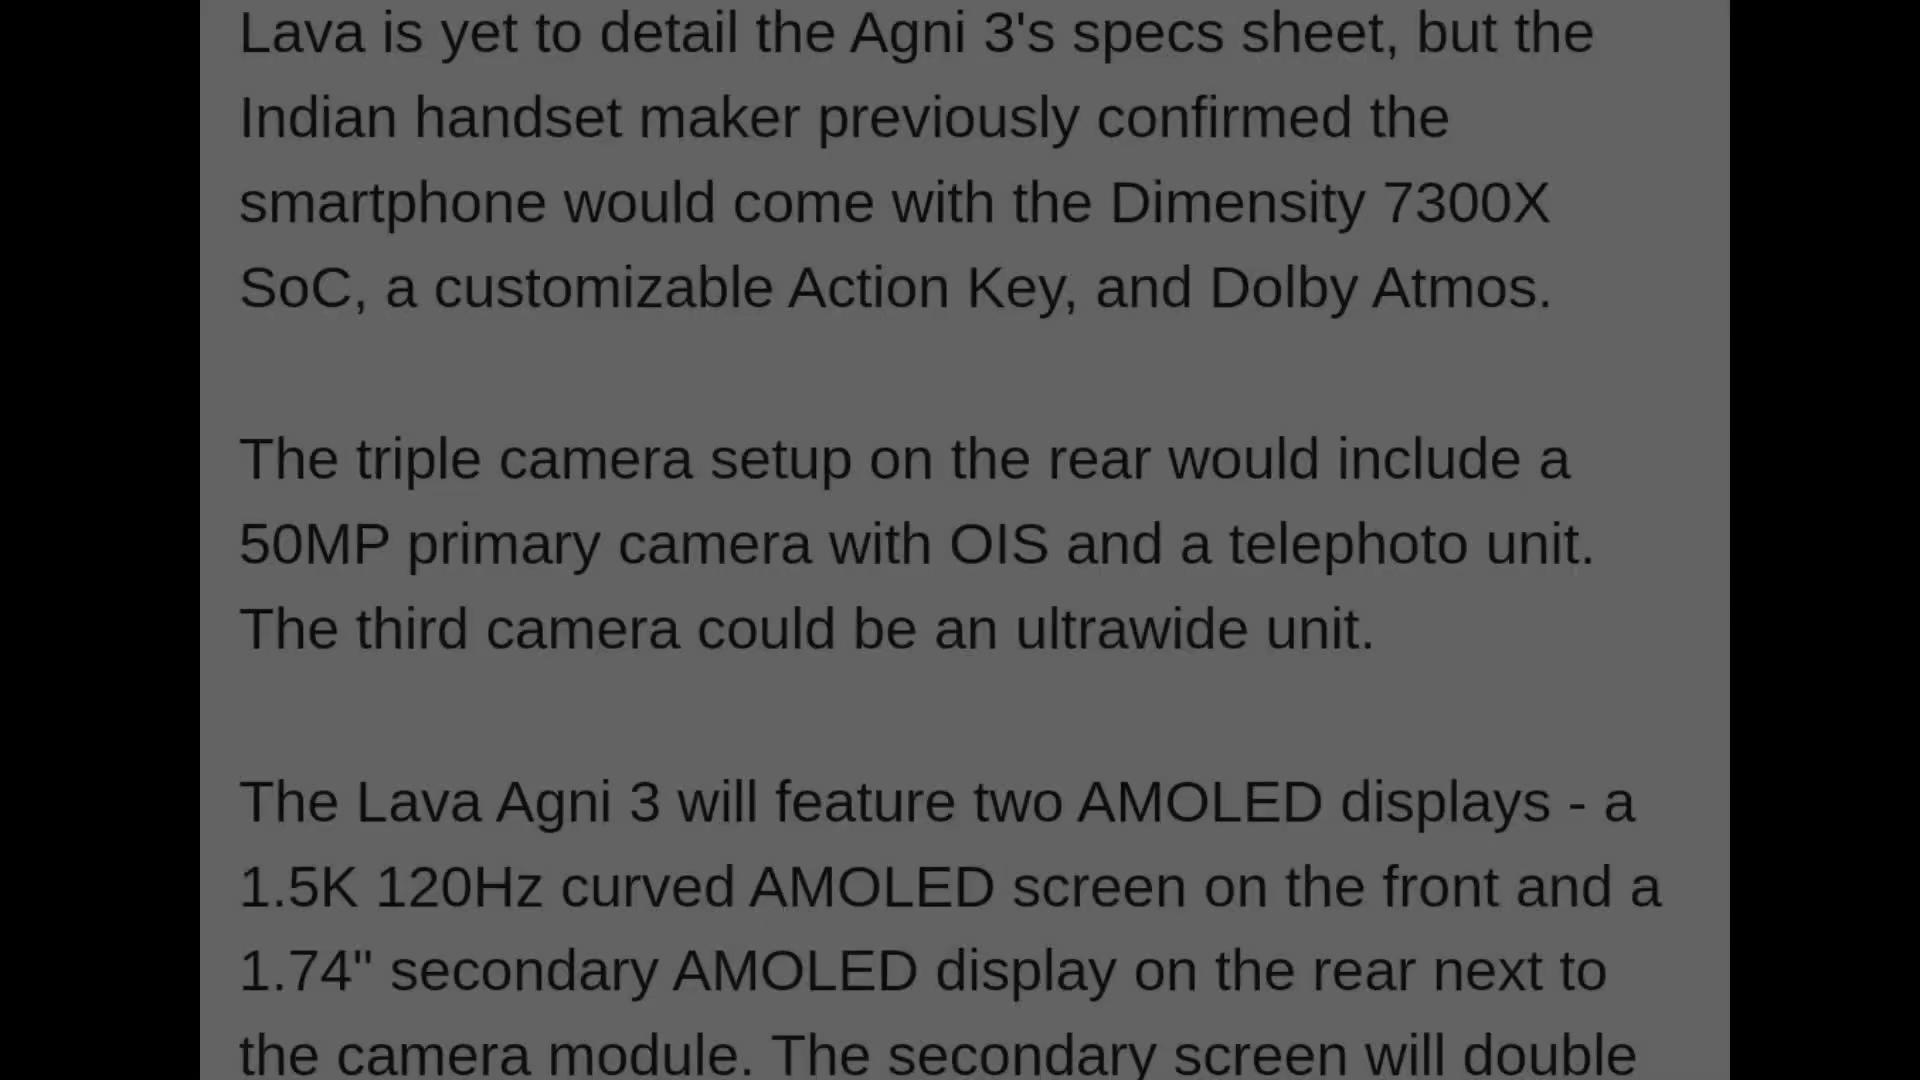 Lava is yet to detail the Agni 3's specs sheet, but the
Indian handset maker previously confirmed the
smartphone would come with the Dimensity 7300X
SoC, a customizable Action Key, and Dolby Atmos.
The triple camera setup on the rear would include a
50MP primary camera with OIS and a telephoto unit.
The third camera could be an ultrawide unit.
The Lava Agni 3 will feature two AMOLED displays - a
1.5K 120Hz curved AMOLED screen on the front and a
1.74" secondary AMOLED display on the rear next to
the camera module. The secondary screen will double